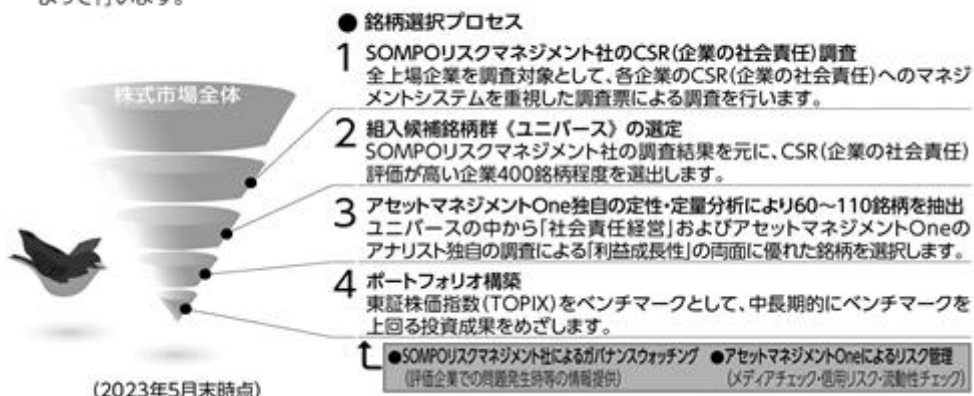 よって行います。
● 銘柄選択プロセス
1 SOMPOリスクマネジメント社のCSR(企業の社会責任)調査
全上場企業を調査対象として、各企業のCSR(企業の社会責任)へのマネジ
メントシステムを重視した調査票による調査を行います。
2 組入候補銘柄群《ユニバース》の選定
SOMPOリスクマネジメント社の調査結果を元に、CSR(企業の社会責任)
評価が高い企業400銘柄程度を選出します。
3 アセットマネジメントOne独自の定性・定量分析により60～110銘柄を抽出
ユニバースの中から「社会責任経営」およびアセットマネジメントOneの
アナリスト独自の調査による「利益成長性」の両面に優れた銘柄を選択します。
4 ポートフォリオ構築
東証株価指数(TOPIX)をベンチマークとして、中長期的にベンチマークを
上回る投資成果をめざします。
●SOMPOリスクマネジメント社によるガバナンスウォッチング ●アセットマネジメントOneによるリスク管理
(評価企業での問題発生時等の情報提供) (メディアチェック・信用リスク・流動性チェック)
株式市場全体
(2023年5月末時点)